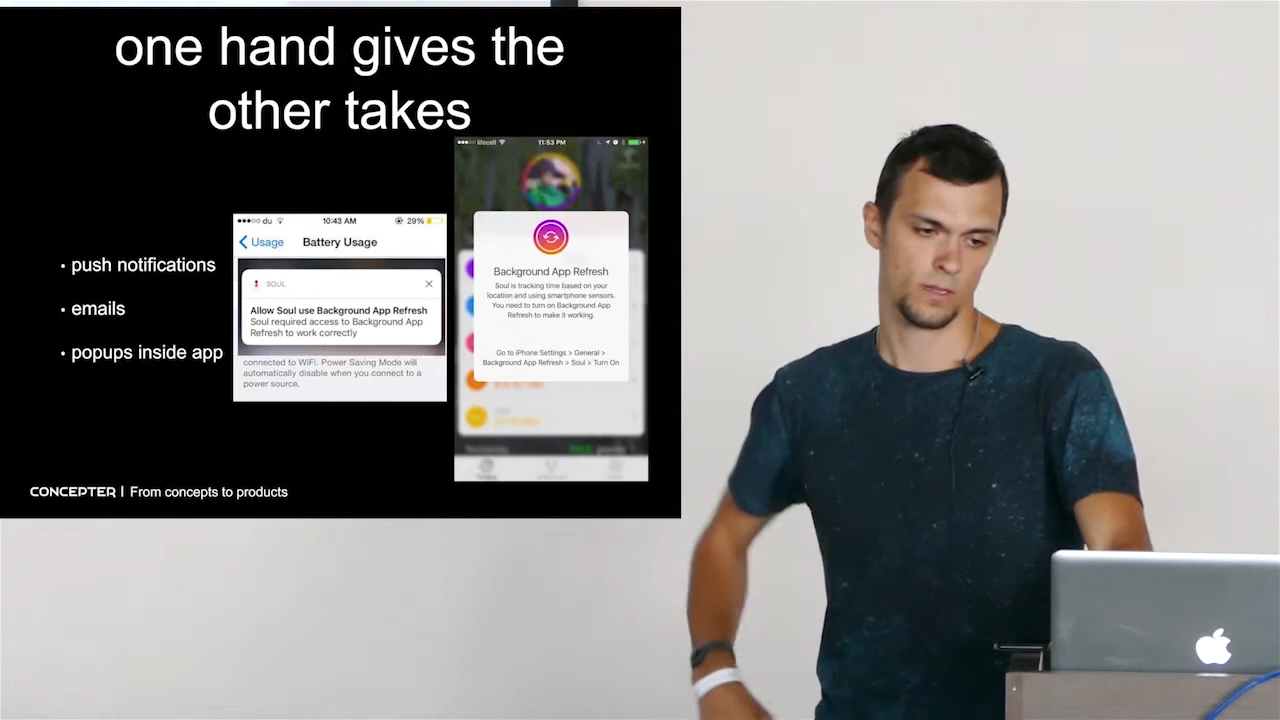 one hand gives the
other takes
• push notifications
• emails
• popups inside app
du
10:43 AM
29%
Usage
Battery Usage
SOUL
Allow Soul use Background App Refresh
Soul required access to Background App
Refresh to work correctly
connected to WiFi. Power Saving Mode will
automatically disable when you connect to a
power source.
lifecell
11:53 PM
Background App Refresh
Soul is tracking time based on your
location and using smartphone sensors.
You need to turn on Background App
Refresh to make it working.
Go to iPhone Settings > General >
Background App Refresh > Soul > Turn On
CONCEPTER | From concepts to products